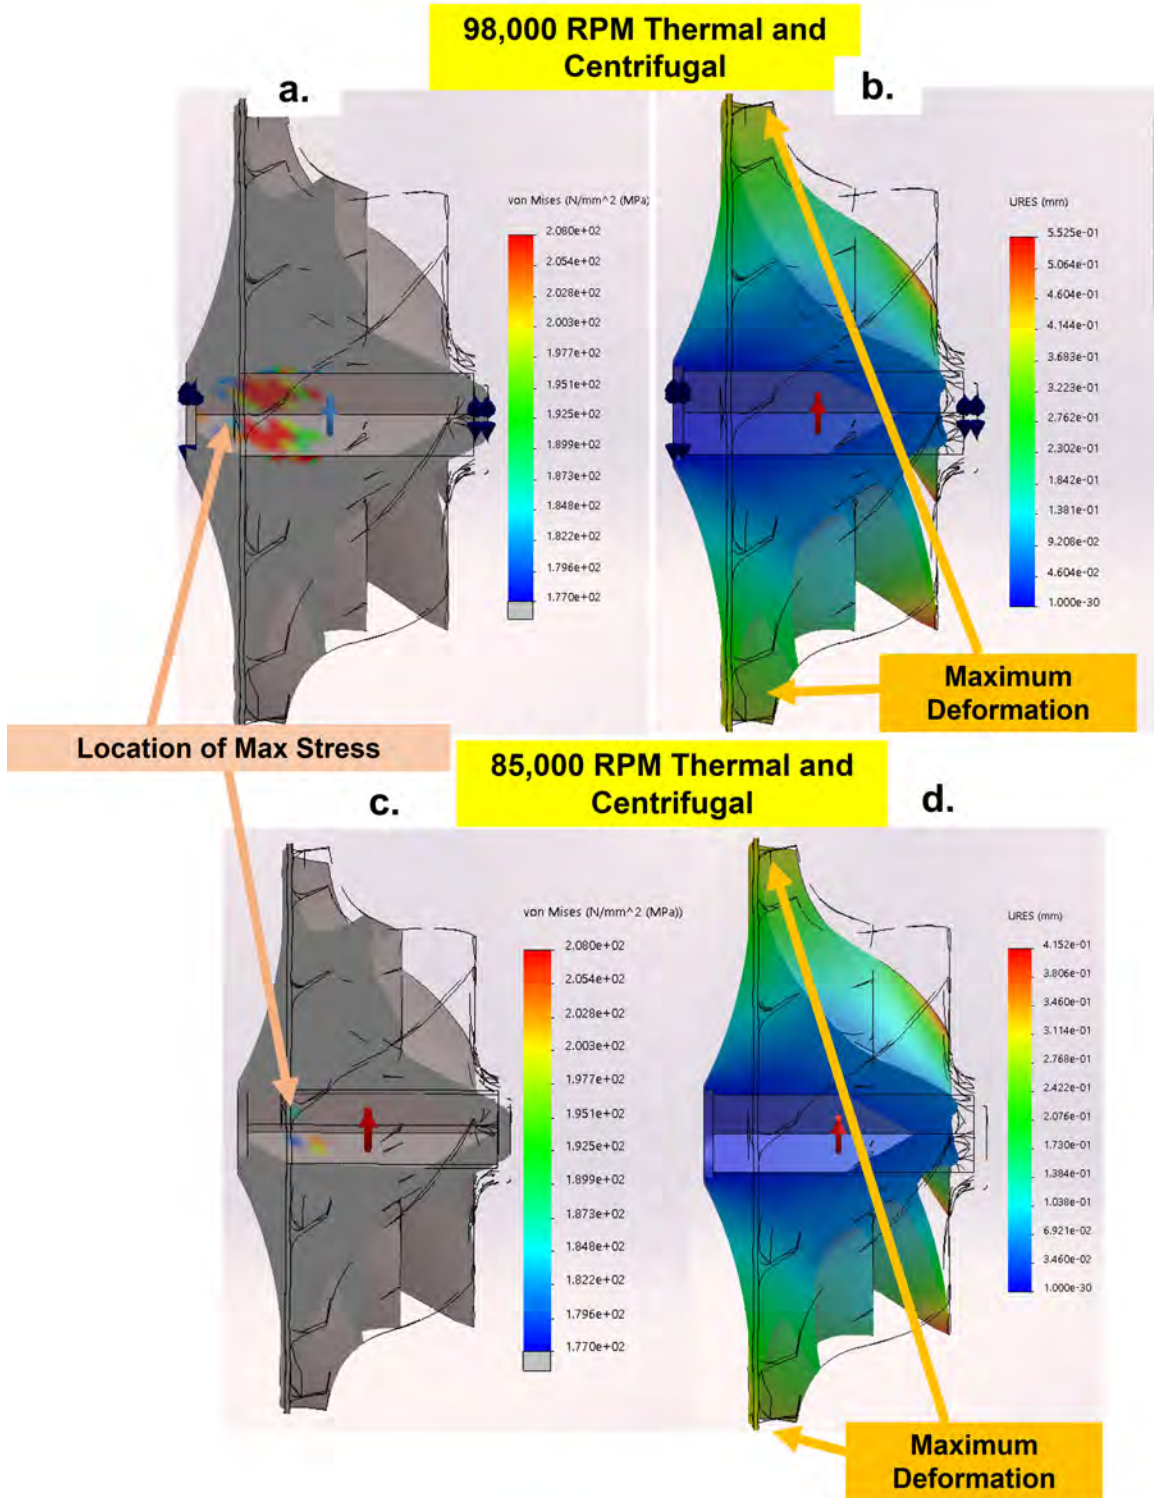 98,000 RPM Thermal and
Centrifugal
a.
b.
von Mises (N/mm^2 (MPa)
2.080e+02
2.054e+02
2.028e+02
2.003e+02
1.977e+02
1.951e+02
1.925e+02
1.899e+02
1.873e+02
1.848e+02
1.822e+02
1.796e+02
1.770e+02
URES (mm)
5.525e-01
5.064e-01
4.604e-01
4.144e-01
3.683e-01
3.223e-01
2.762e-01
2.302e-01
1.842e-01
1.381e-01
9.208e-02
4.604e-02
1.000e-30
Maximum
Deformation
Location of Max Stress
85,000 RPM Thermal and
Centrifugal
c.
d.
von Mises (N/mm^2 (MPa))
2.080e+02
2.054e+02
2.028e+02
2.003e+02
1.977e+02
1.951e+02
1.925e+02
1.899e+02
1.873e+02
1.848e+02
1.822e+02
1.796e+02
1.770e+02
URES (mm)
4.152e-01
3.806e-01
3.460e-01
3.114e-01
2.768e-01
2.422e-01
2.076e-01
1.730e-01
1.384e-01
1.038e-01
6.921e-02
3.460e-02
1.000e-30
Maximum
Deformation